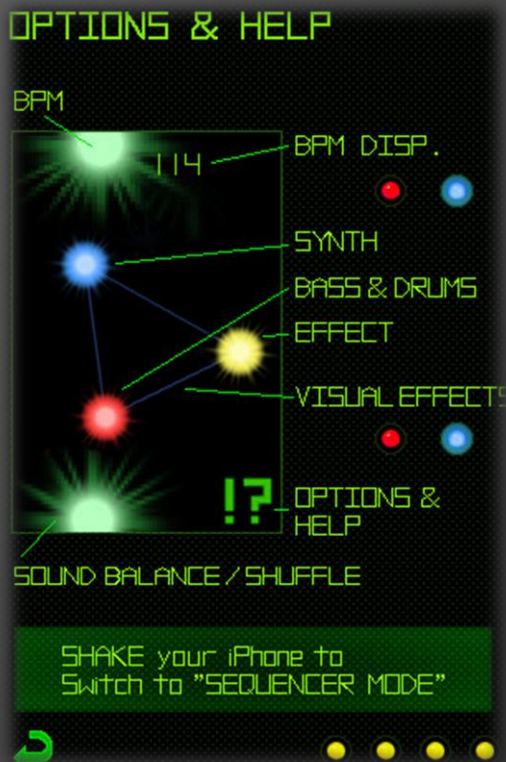 OPTIONS & HELP
BPM
114
BPM DISP.
SYNTH
BASS & DRUMS
EFFECT
VISUAL EFFECTS
!?
OPTIONS &
HELP
SOUND BALANCE / SHUFFLE
SHAKE your iPhone to
Switch to "SEQUENCER MODE"